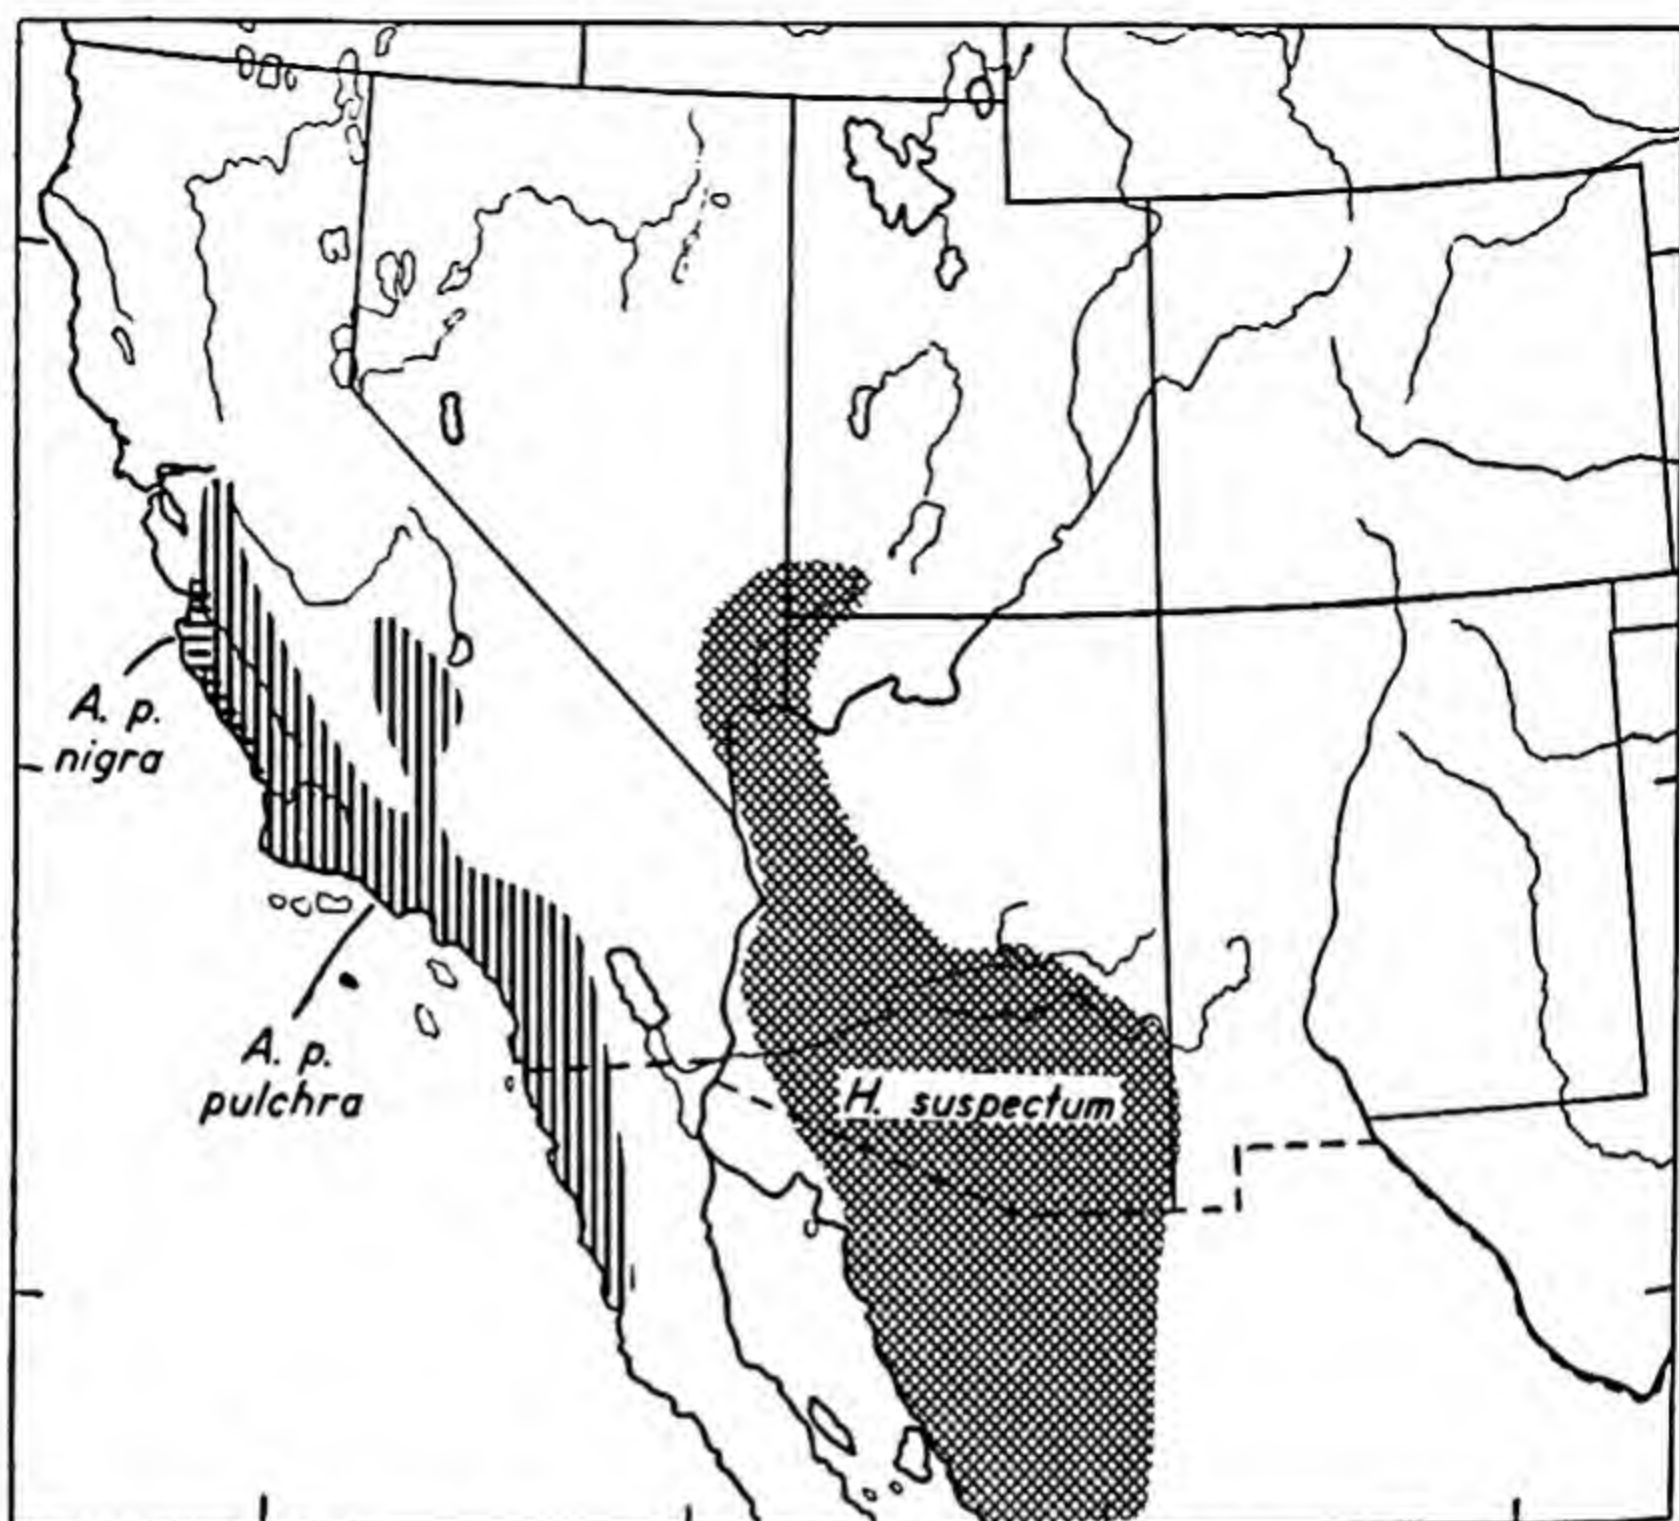 A. p.
nigra
A. p.
pulchra
H. suspectum